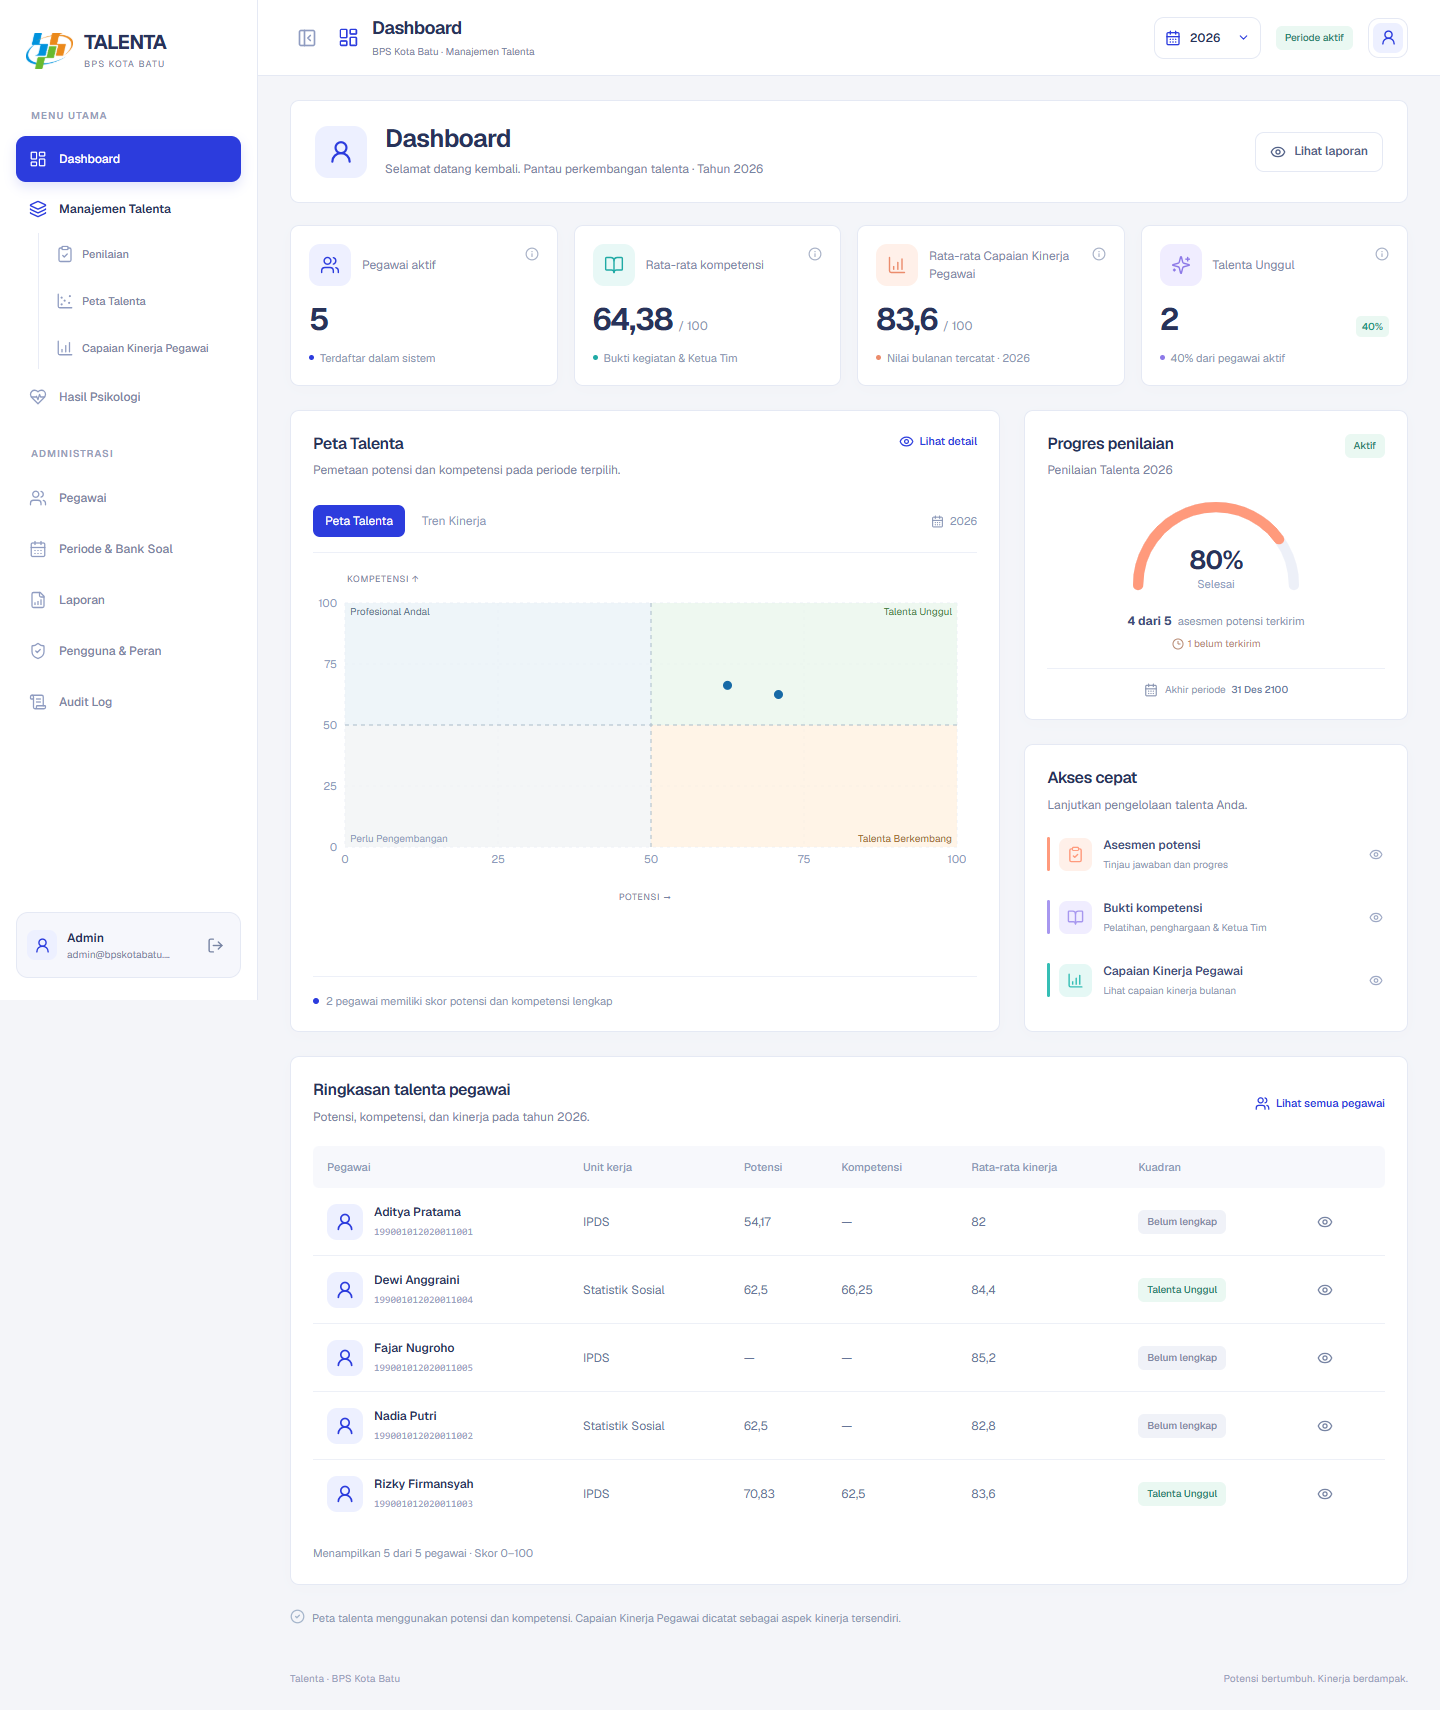 TALENTA
BPS KOTA BATU
MENU UTAMA
Dashboard
Manajemen Talenta
Penilaian
Peta Talenta
Capaian Kinerja Pegawai
Hasil Psikologi
ADMINISTRASI
Pegawai
Periode & Bank Soal
Laporan
Pengguna & Peran
Audit Log
Admin
admin@bpskotabatu...
Dashboard
BPS Kota Batu · Manajemen Talenta
2026
Periode aktif
Dashboard
Selamat datang kembali. Pantau perkembangan talenta · Tahun 2026
Lihat laporan
Pegawai aktif
5
Terdaftar dalam sistem
Rata-rata kompetensi
64,38 / 100
Bukti kegiatan & Ketua Tim
Rata-rata Capaian Kinerja
Pegawai
83,6 / 100
Nilai bulanan tercatat · 2026
Talenta Unggul
2
40%
40% dari pegawai aktif
Peta Talenta
Lihat detail
Pemetaan potensi dan kompetensi pada periode terpilih.
Peta Talenta
Tren Kinerja
2026
KOMPETENSI ↑
100
Profesional Andal
Talenta Unggul
75
50
25
Perlu Pengembangan
Talenta Berkembang
0
0
25
50
75
100
POTENSI →
2 pegawai memiliki skor potensi dan kompetensi lengkap
Progres penilaian
Aktif
Penilaian Talenta 2026
80%
Selesai
4 dari 5 asesmen potensi terkirim
1 belum terkirim
Akhir periode 31 Des 2100
Akses cepat
Lanjutkan pengelolaan talenta Anda.
Asesmen potensi
Tinjau jawaban dan progres
Bukti kompetensi
Pelatihan, penghargaan & Ketua Tim
Capaian Kinerja Pegawai
Lihat capaian kinerja bulanan
Ringkasan talenta pegawai
Potensi, kompetensi, dan kinerja pada tahun 2026.
Lihat semua pegawai
Pegawai Unit kerja Potensi Kompetensi Rata-rata kinerja Kuadran
Aditya Pratama
199001012020011001
IPDS 54,17 — 82 Belum lengkap
Dewi Anggraini
199001012020011004
Statistik Sosial 62,5 66,25 84,4 Talenta Unggul
Fajar Nugroho
199001012020011005
IPDS — — 85,2 Belum lengkap
Nadia Putri
199001012020011002
Statistik Sosial 62,5 — 82,8 Belum lengkap
Rizky Firmansyah
199001012020011003
IPDS 70,83 62,5 83,6 Talenta Unggul
Menampilkan 5 dari 5 pegawai · Skor 0–100
Peta talenta menggunakan potensi dan kompetensi. Capaian Kinerja Pegawai dicatat sebagai aspek kinerja tersendiri.
Talenta · BPS Kota Batu
Potensi bertumbuh. Kinerja berdampak.